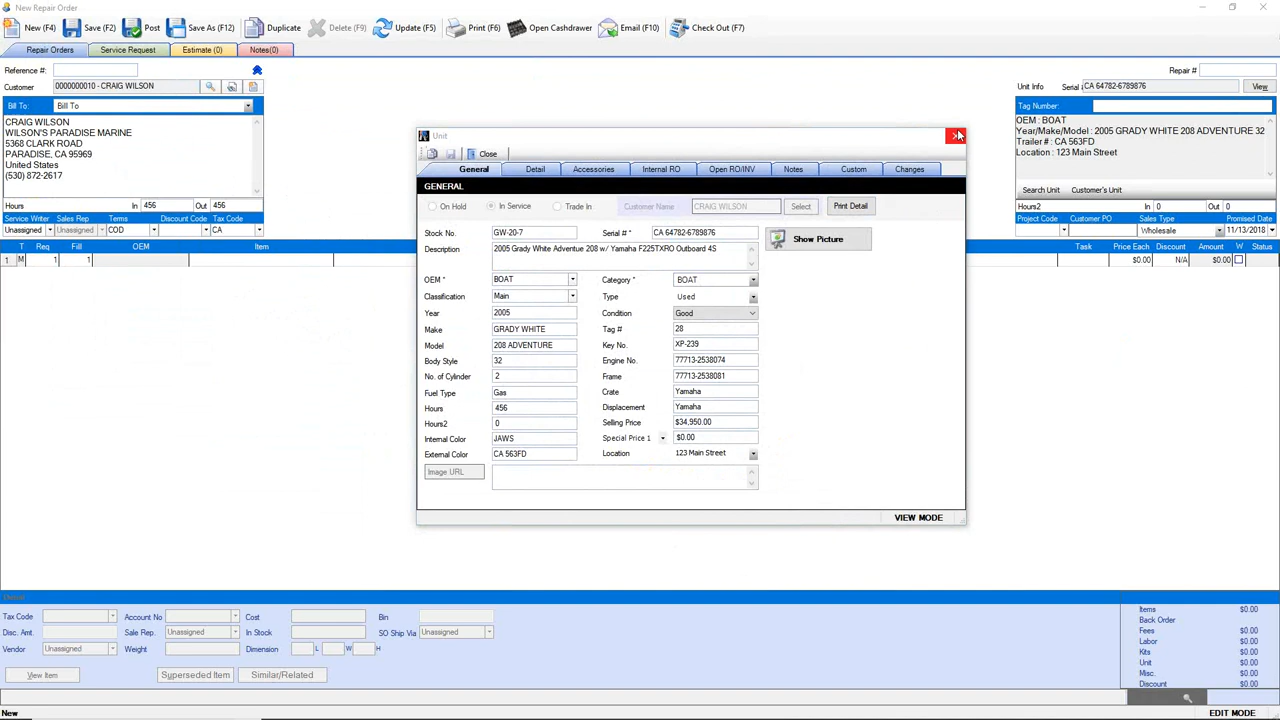 New Repair Order
New (F4) Save (F2) Post Save As (F12) Duplicate Delete (F9) Update (F5) Print (F6) Open Cashdrawer Email (F10) Check Out (F7)
Repair Orders Service Request Estimate (0) Notes(0)
Reference #: Repair #
Customer 0000000010 - CRAIG WILSON Unit Info Serial CA 64782-6789876 View
Bill To: Bill To Tag Number:
CRAIG WILSON
WILSON'S PARADISE MARINE
5368 CLARK ROAD
PARADISE, CA 95969
United States
(530) 872-2617
OEM : BOAT
Year/Make/Model : 2005 GRADY WHITE 208 ADVENTURE 32
Trailer # : CA 563FD
Location : 123 Main Street
Search Unit Customer's Unit
Hours In 456 Out 456 Hours2 In 0 Out 0
Service Writer Sales Rep. Terms Discount Code Tax Code Project Code Customer PO Sales Type Promised Date
Unassigned Unassigned COD CA Wholesale 11/13/2018
T Req Fill OEM Item Task Price Each Discount Amount W Status
1 M 1 1 $0.00 N/A $0.00
Unit
Close
General Detail Accessories Internal RO Open RO/INV Notes Custom Changes
GENERAL
On Hold In Service Trade In Customer Name CRAIG WILSON Select Print Detail
Stock No. GW-20-7 Serial # * CA 64782-6789876 Show Picture
Description 2005 Grady White Adventue 208 w/ Yamaha F225TXRO Outboard 4S
OEM * BOAT Category * BOAT
Classification Main Type Used
Year 2005 Condition Good
Make GRADY WHITE Tag # 28
Model 208 ADVENTURE Key No. XP-239
Body Style 32 Engine No. 77713-2538074
No. of Cylinder 2 Frame 77713-2538081
Fuel Type Gas Crate Yamaha
Hours 456 Displacement Yamaha
Hours2 0 Selling Price $34,950.00
Internal Color JAWS Special Price 1 $0.00
External Color CA 563FD Location 123 Main Street
Image URL
VIEW MODE
Tax Code Account No Cost Bin
Disc. Amt. Sale Rep. Unassigned In Stock SO Ship Via Unassigned
Vendor Unassigned Weight Dimension L W H
View Item Superseded Item Similar/Related
Items $0.00
Back Order
Fees $0.00
Labor $0.00
Kits $0.00
Unit $0.00
Misc. $0.00
Discount $0.00
New EDIT MODE